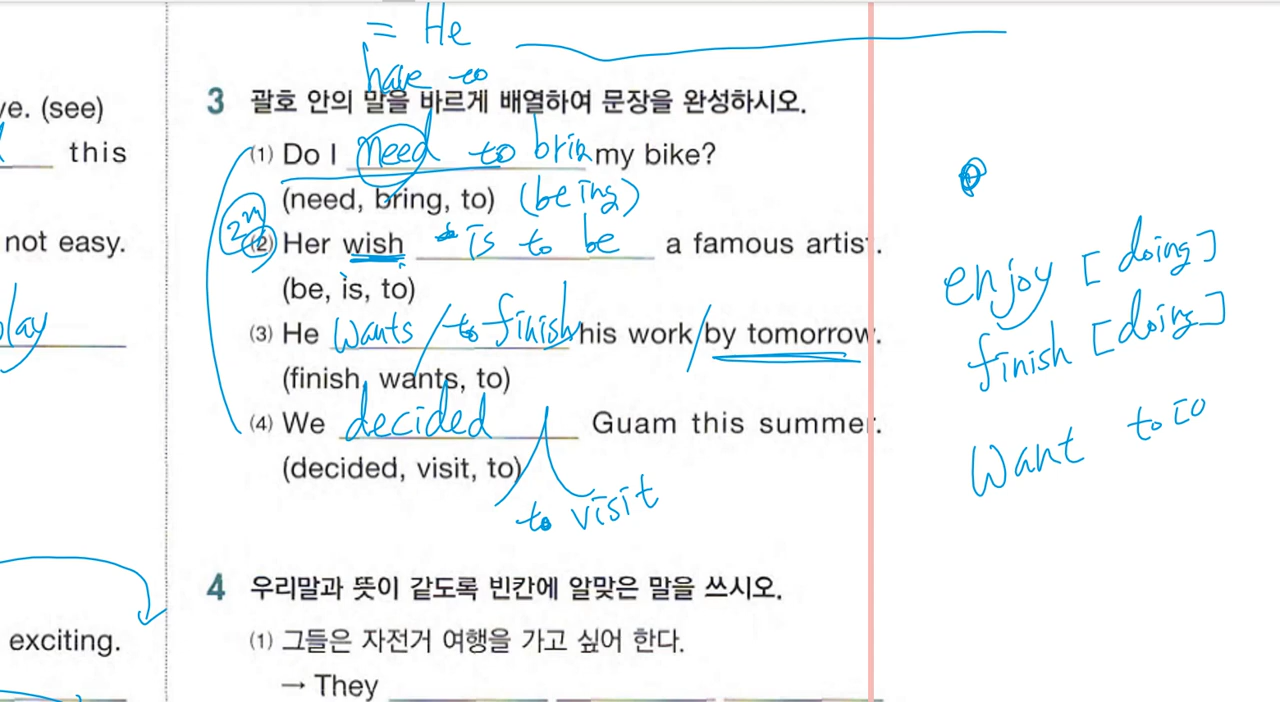 = He
have to
ve. (see)
this
not easy.
play
exciting.
3 괄호 안의 말을 바르게 배열하여 문장을 완성하시오.
(1) Do I need to brin my bike?
(need, bring, to) (being)
(2) Her wish is to be a famous artist.
(be, is, to)
(3) He wants / to finish his work / by tomorrow.
(finish, wants, to)
(4) We decided Guam this summer.
(decided, visit, to)
to visit
4 우리말과 뜻이 같도록 빈칸에 알맞은 말을 쓰시오.
(1) 그들은 자전거 여행을 가고 싶어 한다.
→ They
enjoy [doing]
finish [doing]
Want to